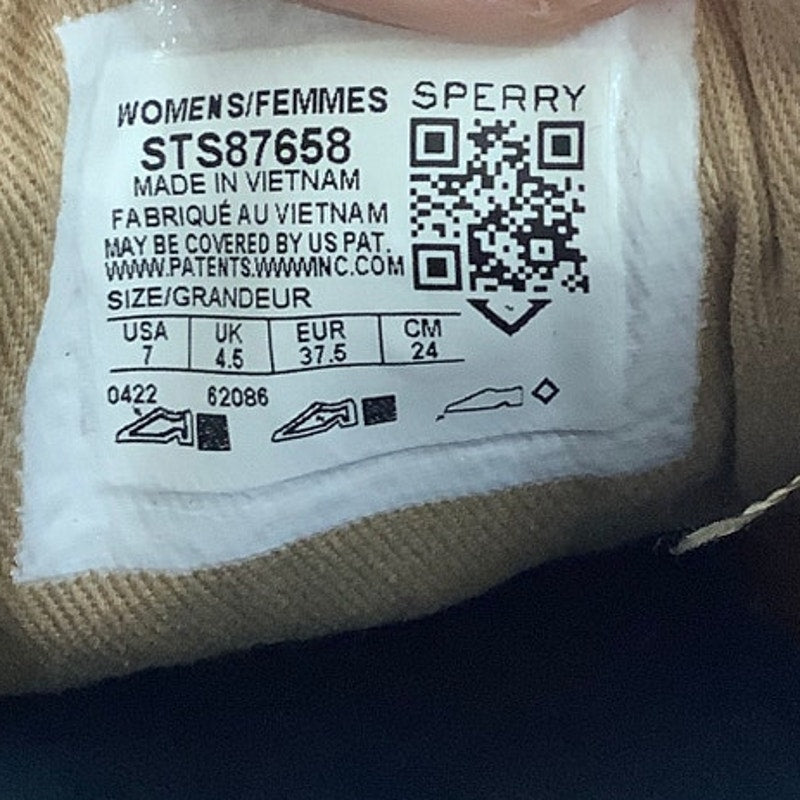 WOMENS/FEMMES
SPERRY
STS87658
MADE IN VIETNAM
FABRIQUÉ AU VIETNAM
MAY BE COVERED BY US PAT.
WWW.PATENTS.WWWINC.COM
SIZE/GRANDEUR
USA UK EUR CM
7 4.5 37.5 24
0422 62086